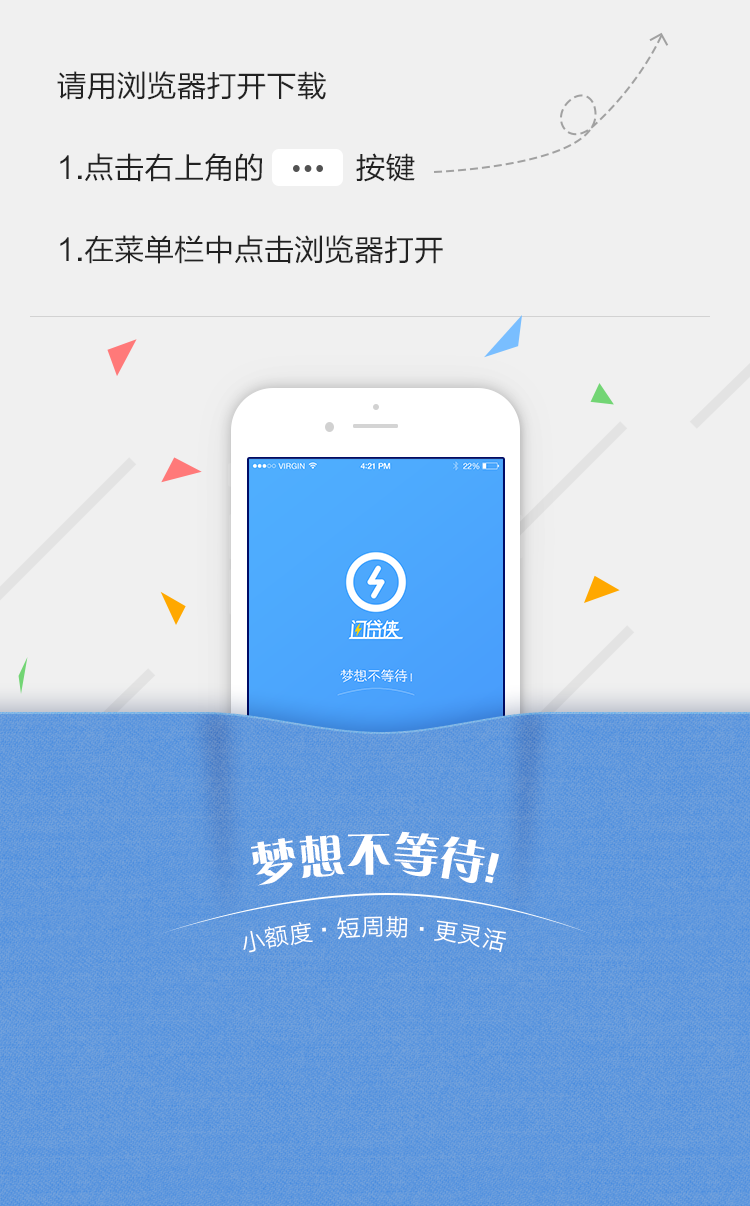 请用浏览器打开下载
1.点击右上角的 ••• 按键
1.在菜单栏中点击浏览器打开
VIRGIN 4:21 PM 22%
闪贷侠
梦想不等待!
梦想不等待!
小额度·短周期·更灵活